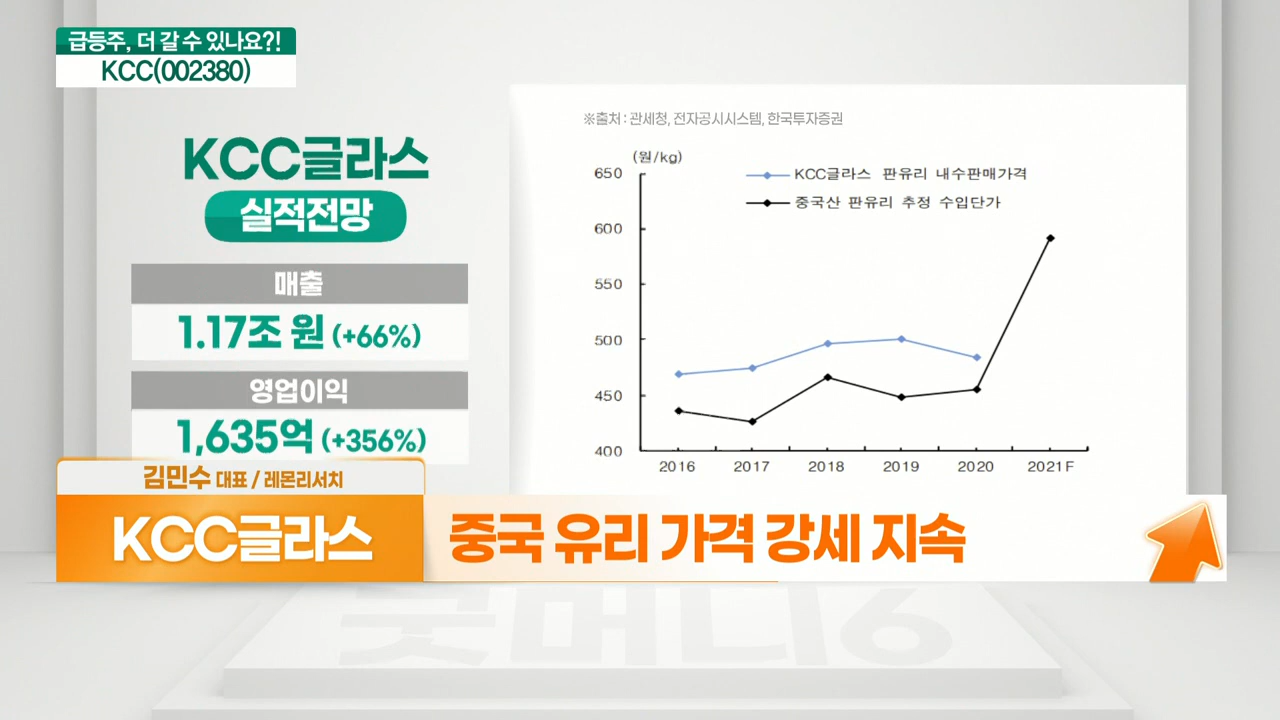 급등주, 더 갈 수 있나요?!
KCC(002380)
KCC글라스
실적전망
매출
1.17조 원 (+66%)
영업이익
1,635억 (+356%)
※출처 : 관세청, 전자공시시스템, 한국투자증권
(원/kg)
KCC글라스 판유리 내수판매가격
중국산 판유리 추정 수입단가
650
600
550
500
450
400
2016 2017 2018 2019 2020 2021F
김민수 대표 / 레몬리서치
KCC글라스
중국 유리 가격 강세 지속
굿머니6